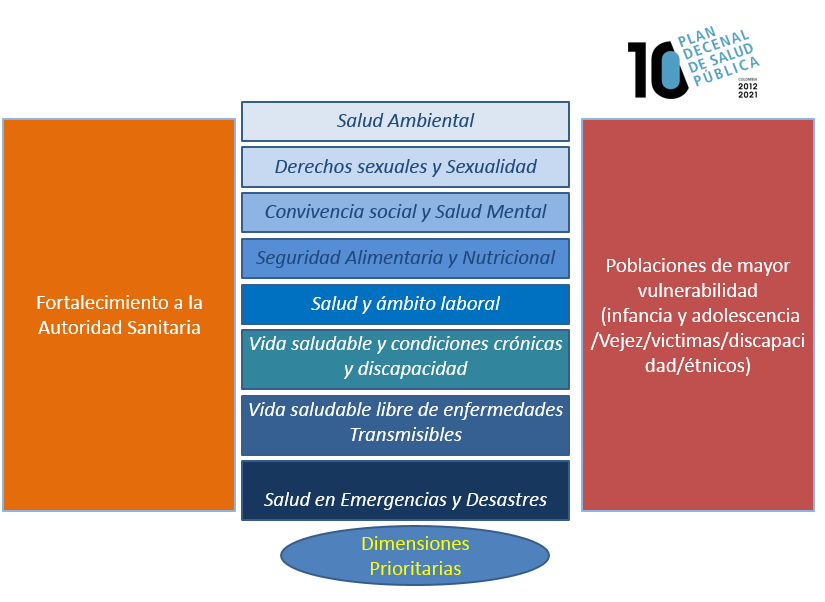 10 PLAN
DECENAL
DE SALUD
PÚBLICA
COLOMBIA
2012
2021
Fortalecimiento a la
Autoridad Sanitaria
Salud Ambiental
Derechos sexuales y Sexualidad
Convivencia social y Salud Mental
Seguridad Alimentaria y Nutricional
Salud y ámbito laboral
Vida saludable y condiciones crónicas
y discapacidad
Vida saludable libre de enfermedades
Transmisibles
Salud en Emergencias y Desastres
Dimensiones
Prioritarias
Poblaciones de mayor
vulnerabilidad
(infancia y adolescencia
/Vejez/victimas/discapaci
dad/étnicos)